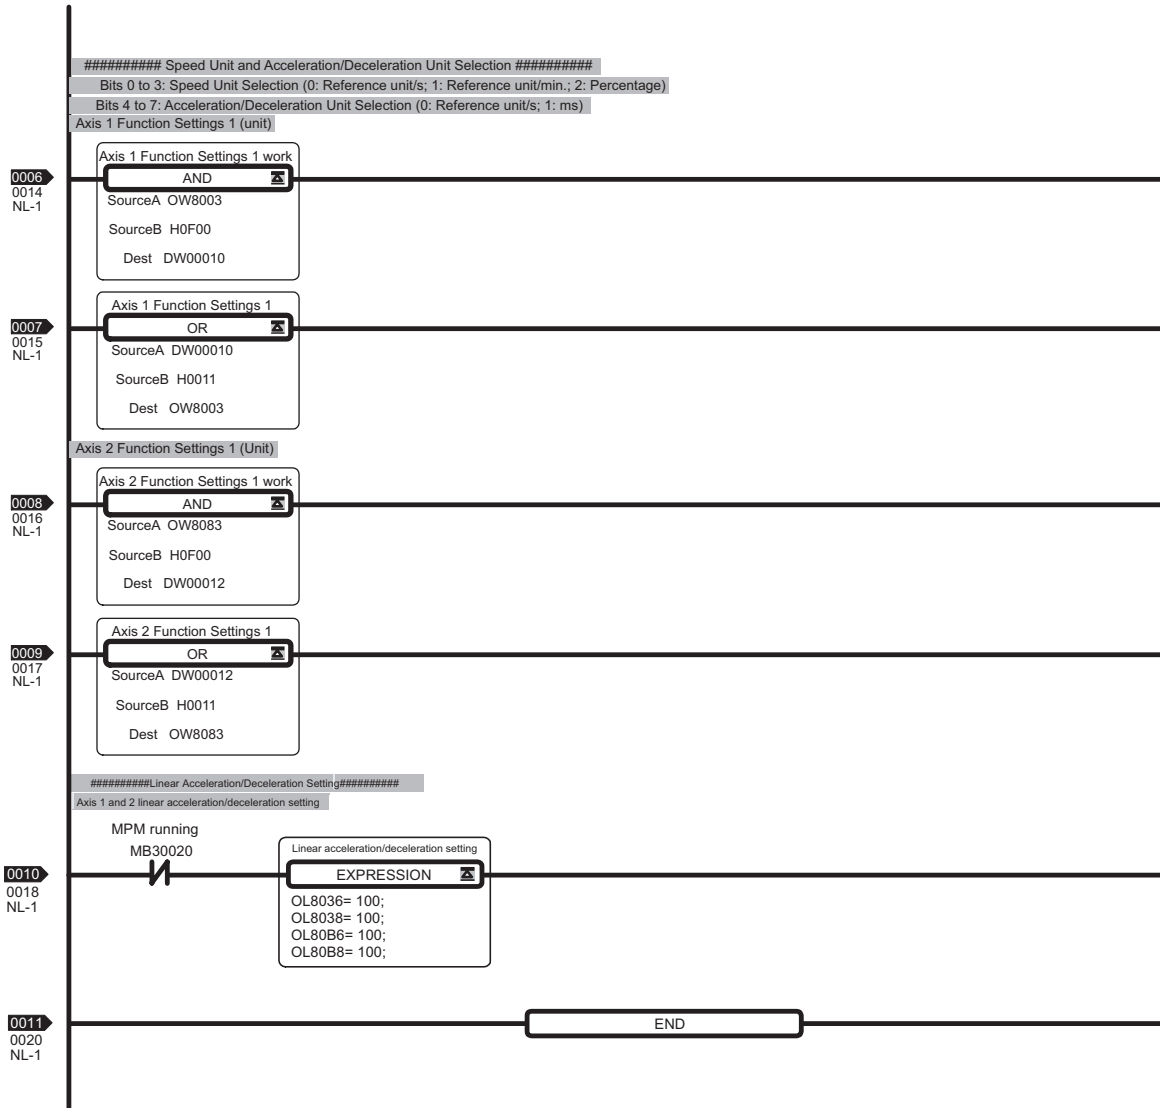 ########## Speed Unit and Acceleration/Deceleration Unit Selection ##########
Bits 0 to 3: Speed Unit Selection (0: Reference unit/s; 1: Reference unit/min.; 2: Percentage)
Bits 4 to 7: Acceleration/Deceleration Unit Selection (0: Reference unit/s; 1: ms)
Axis 1 Function Settings 1 (unit)
Axis 1 Function Settings 1 work
0006
AND
0014
NL-1
SourceA OW8003
SourceB H0F00
Dest DW00010
Axis 1 Function Settings 1
0007
OR
0015
NL-1
SourceA DW00010
SourceB H0011
Dest OW8003
Axis 2 Function Settings 1 (Unit)
Axis 2 Function Settings 1 work
0008
AND
0016
NL-1
SourceA OW8083
SourceB H0F00
Dest DW00012
Axis 2 Function Settings 1
0009
OR
0017
NL-1
SourceA DW00012
SourceB H0011
Dest OW8083
##########Linear Acceleration/Deceleration Setting##########
Axis 1 and 2 linear acceleration/deceleration setting
MPM running
MB30020
Linear acceleration/deceleration setting
0010
EXPRESSION
0018
NL-1
OL8036= 100;
OL8038= 100;
OL80B6= 100;
OL80B8= 100;
0011
END
0020
NL-1